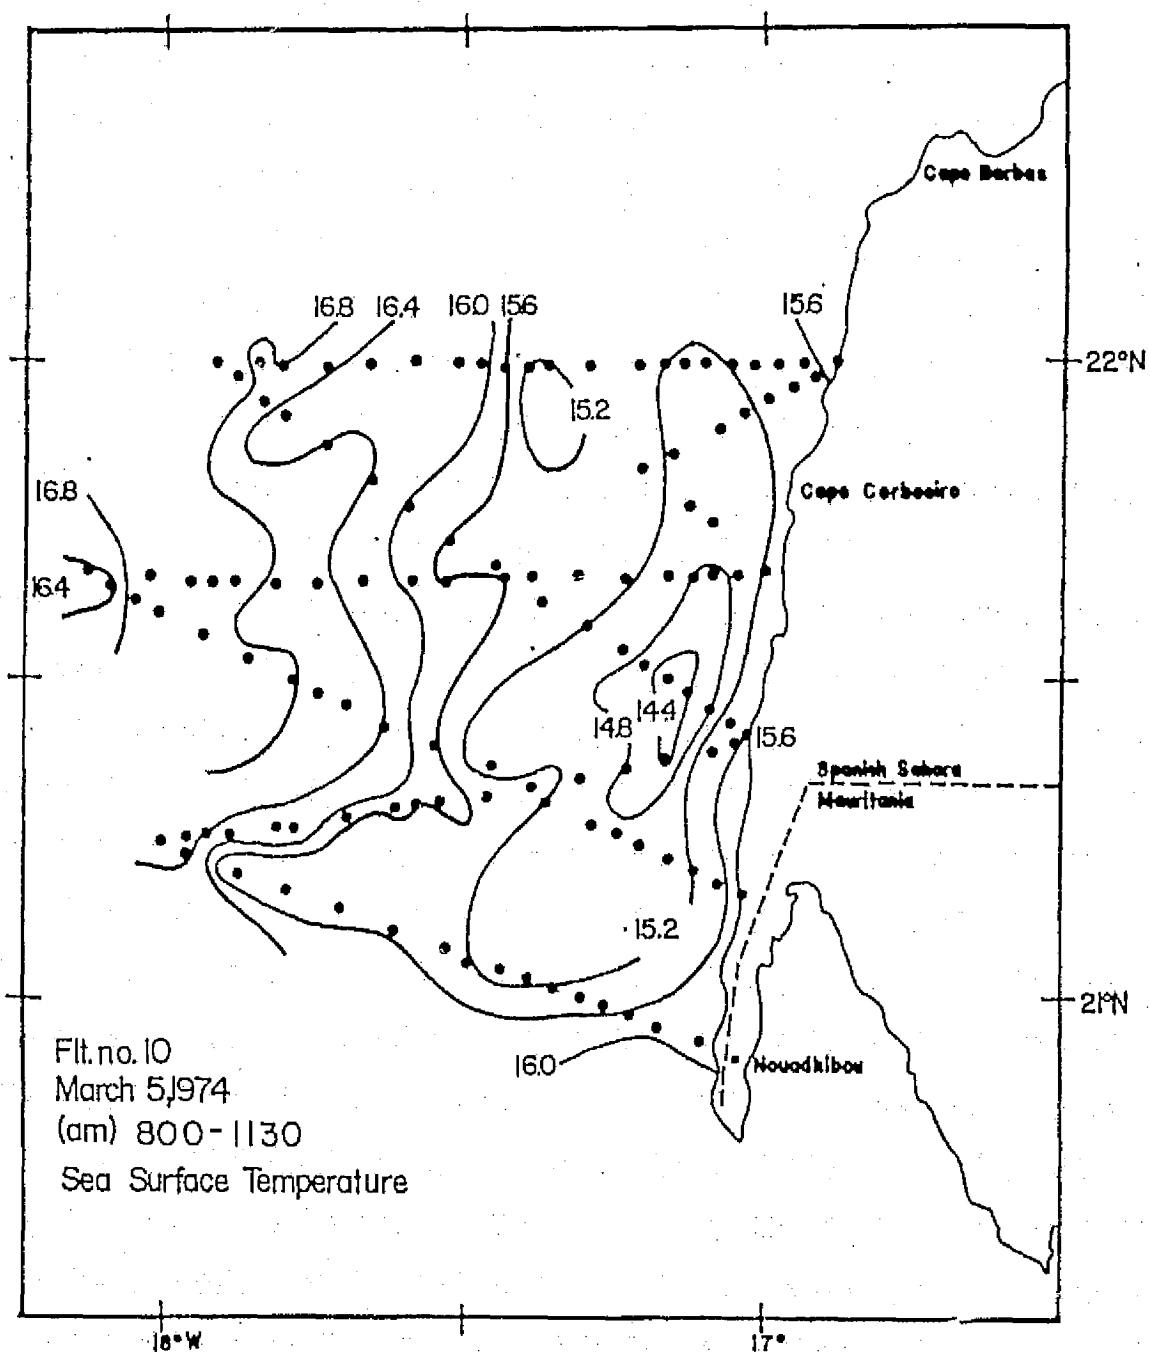 Cape Barbas
16.8 16.4 16.0 15.6 15.6
22°N
15.2
16.8
Cape Corbeeiro
16.4
14.8 14.4 15.6
Spanish Sahara
Mauritania
15.2
21°N
Flt. no. 10
16.0 Nouadhibou
March 5,1974
(am) 800-1130
Sea Surface Temperature
18°W 17°